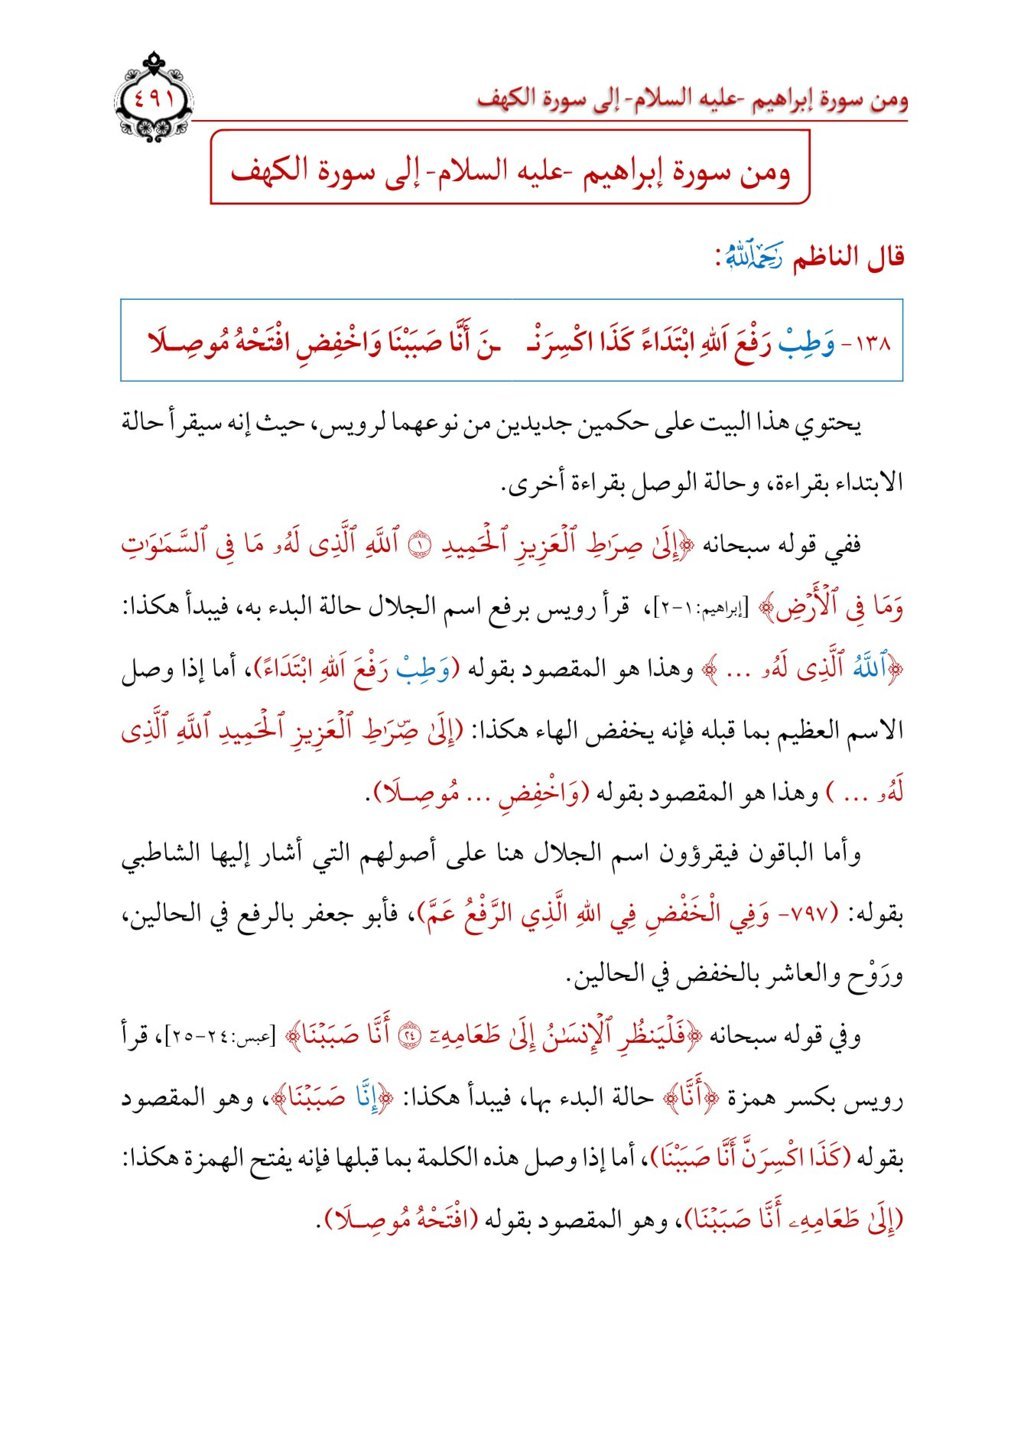 ومن سورة إبراهيم -عليه السلام- إلى سورة الكهف
٤٩١
ومن سورة إبراهيم -عليه السلام- إلى سورة الكهف
قال الناظم رَحِمَهُ ٱللَّهُ:
١٣٨- وَطِبْ رَفْعَ اَللهِ ابْتَدَاءً كَذَا اكْسِرَنْـ ـنَ أَنَّا صَبَبْنَا وَاخْفِضِ افْتَحْهُ مُوصِـلَا
يحتوي هذا البيت على حكمين جديدين من نوعهما لرويس، حيث إنه سيقرأ حالة
الابتداء بقراءة، وحالة الوصل بقراءة أخرى.
ففي قوله سبحانه ﴿إِلَىٰ صِرَٰطِ ٱلْعَزِيزِ ٱلْحَمِيدِ ۝١ ٱللَّهِ ٱلَّذِى لَهُۥ مَا فِى ٱلسَّمَٰوَٰتِ
وَمَا فِى ٱلْأَرْضِ﴾ [إبراهيم:١-٢]، قرأ رويس برفع اسم الجلال حالة البدء به، فيبدأ هكذا:
﴿ٱللَّهُ ٱلَّذِى لَهُۥ ... ﴾ وهذا هو المقصود بقوله (وَطِبْ رَفْعَ اَللهِ ابْتَدَاءً)، أما إذا وصل
الاسم العظيم بما قبله فإنه يخفض الهاء هكذا: (إِلَىٰ صِرَٰطِ ٱلْعَزِيزِ ٱلْحَمِيدِ ٱللَّهِ ٱلَّذِى
لَهُۥ ... ) وهذا هو المقصود بقوله (وَاخْفِضِ ... مُوصِـلَا).
وأما الباقون فيقرؤون اسم الجلال هنا على أصولهم التي أشار إليها الشاطبي
بقوله: (٧٩٧- وَفِي الْخَفْضِ فِي اللهِ الَّذِي الرَّفْعُ عَمَّ)، فأبو جعفر بالرفع في الحالين،
ورَوْح والعاشر بالخفض في الحالين.
وفي قوله سبحانه ﴿فَلْيَنظُرِ ٱلْإِنسَٰنُ إِلَىٰ طَعَامِهِۦٓ ۝٢٤ أَنَّا صَبَبْنَا﴾ [عبس:٢٤-٢٥]، قرأ
رويس بكسر همزة ﴿أَنَّا﴾ حالة البدء بها، فيبدأ هكذا: ﴿إِنَّا صَبَبْنَا﴾، وهو المقصود
بقوله (كَذَا اكْسِرَنَّ أَنَّا صَبَبْنَا)، أما إذا وصل هذه الكلمة بما قبلها فإنه يفتح الهمزة هكذا:
(إِلَىٰ طَعَامِهِۦ أَنَّا صَبَبْنَا)، وهو المقصود بقوله (افْتَحْهُ مُوصِـلَا).